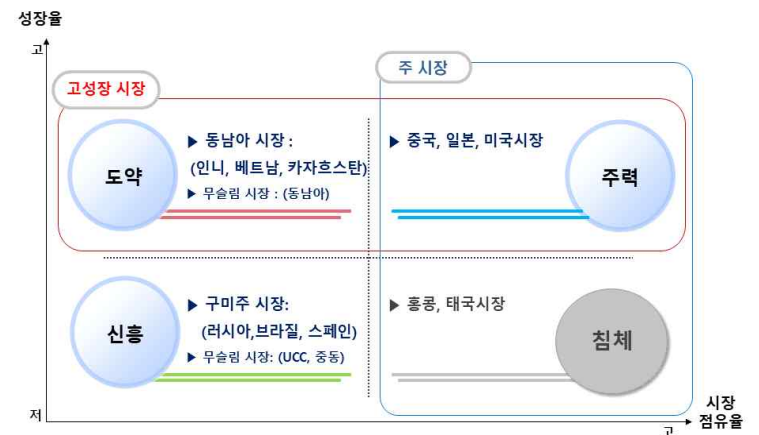 성장율
고
고성장 시장
주 시장
도약
▶ 동남아 시장 :
(인니, 베트남, 카자흐스탄)
▶ 무슬림 시장 : (동남아)
▶ 중국, 일본, 미국시장
주력
신흥
▶ 구미주 시장:
(러시아,브라질, 스페인)
▶ 무슬림 시장: (UCC, 중동)
▶ 홍콩, 태국시장
침체
저
고
시장
점유율